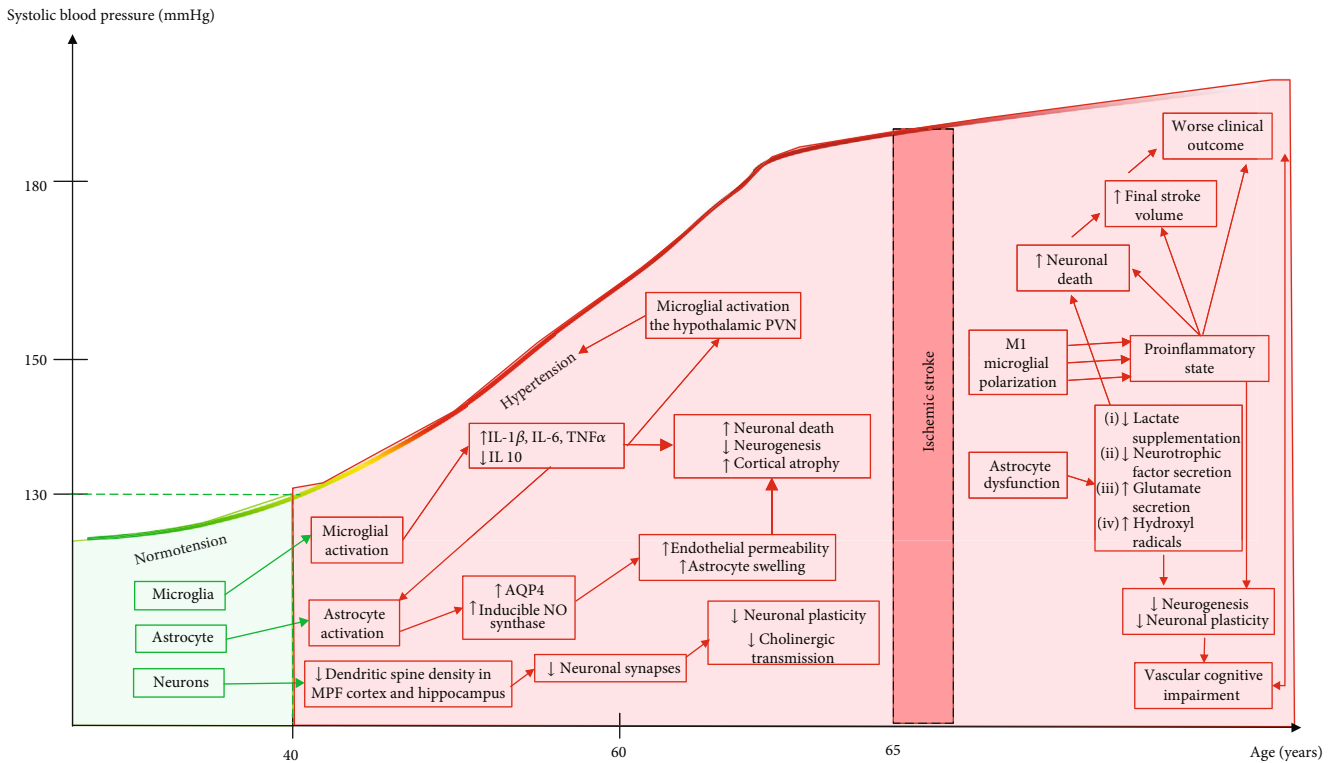 Systolic blood pressure (mmHg)
180
150
130
Normotension
Microglia
Astrocyte
Neurons
Hypertension
Microglial
activation
Astrocyte
activation
↓ Dendritic spine density in
MPF cortex and hippocampus
↑IL-1β, IL-6, TNFα
↓IL 10
↑ AQP4
↑ Inducible NO
synthase
↓ Neuronal synapses
Microglial activation
the hypothalamic PVN
↑ Neuronal death
↓ Neurogenesis
↑ Cortical atrophy
↑Endothelial permeability
↑Astrocyte swelling
↓ Neuronal plasticity
↓ Cholinergic
transmission
Ischemic stroke
Worse clinical
outcome
↑ Final stroke
volume
↑ Neuronal
death
M1
microglial
polarization
Proinflammatory
state
Astrocyte
dysfunction
(i) ↓ Lactate
supplementation
(ii) ↓ Neurotrophic
factor secretion
(iii) ↑ Glutamate
secretion
(iv) ↑ Hydroxyl
radicals
↓ Neurogenesis
↓ Neuronal plasticity
Vascular cognitive
impairment
40
60
65
Age (years)